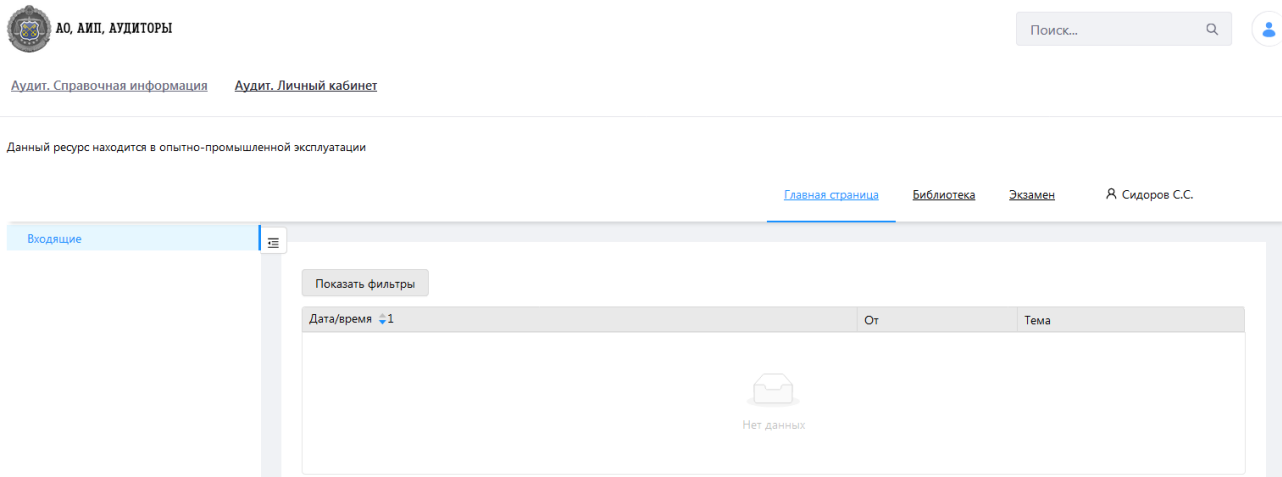 АО, АИП, АУДИТОРЫ
Поиск...
Аудит. Справочная информация Аудит. Личный кабинет
Данный ресурс находится в опытно-промышленной эксплуатации
Главная страница Библиотека Экзамен Сидоров С.С.
Входящие
Показать фильтры
Дата/время 1 От Тема
Нет данных